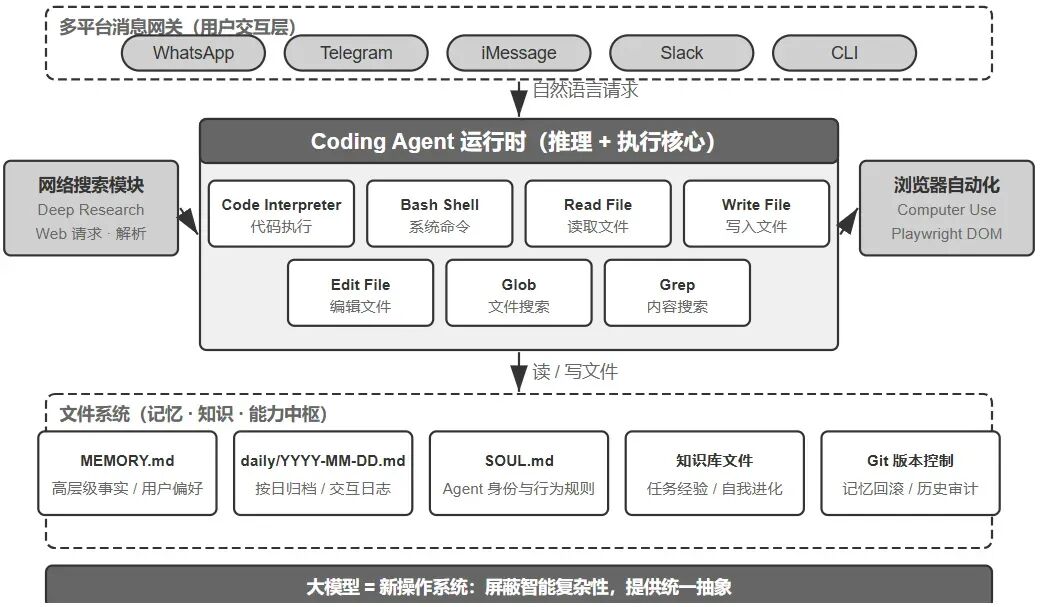 多平台消息网关（用户交互层）
WhatsApp
Telegram
iMessage
Slack
CLI
自然语言请求
Coding Agent 运行时（推理 + 执行核心）
网络搜索模块
Deep Research
Web 请求 · 解析
Code Interpreter
代码执行
Bash Shell
系统命令
Read File
读取文件
Write File
写入文件
Edit File
编辑文件
Glob
文件搜索
Grep
内容搜索
浏览器自动化
Computer Use
Playwright DOM
读 / 写文件
文件系统（记忆 · 知识 · 能力中枢）
MEMORY.md
高层级事实 / 用户偏好
daily/YYYY-MM-DD.md
按日归档 / 交互日志
SOUL.md
Agent 身份与行为规则
知识库文件
任务经验 / 自我进化
Git 版本控制
记忆回滚 / 历史审计
大模型 = 新操作系统：屏蔽智能复杂性，提供统一抽象